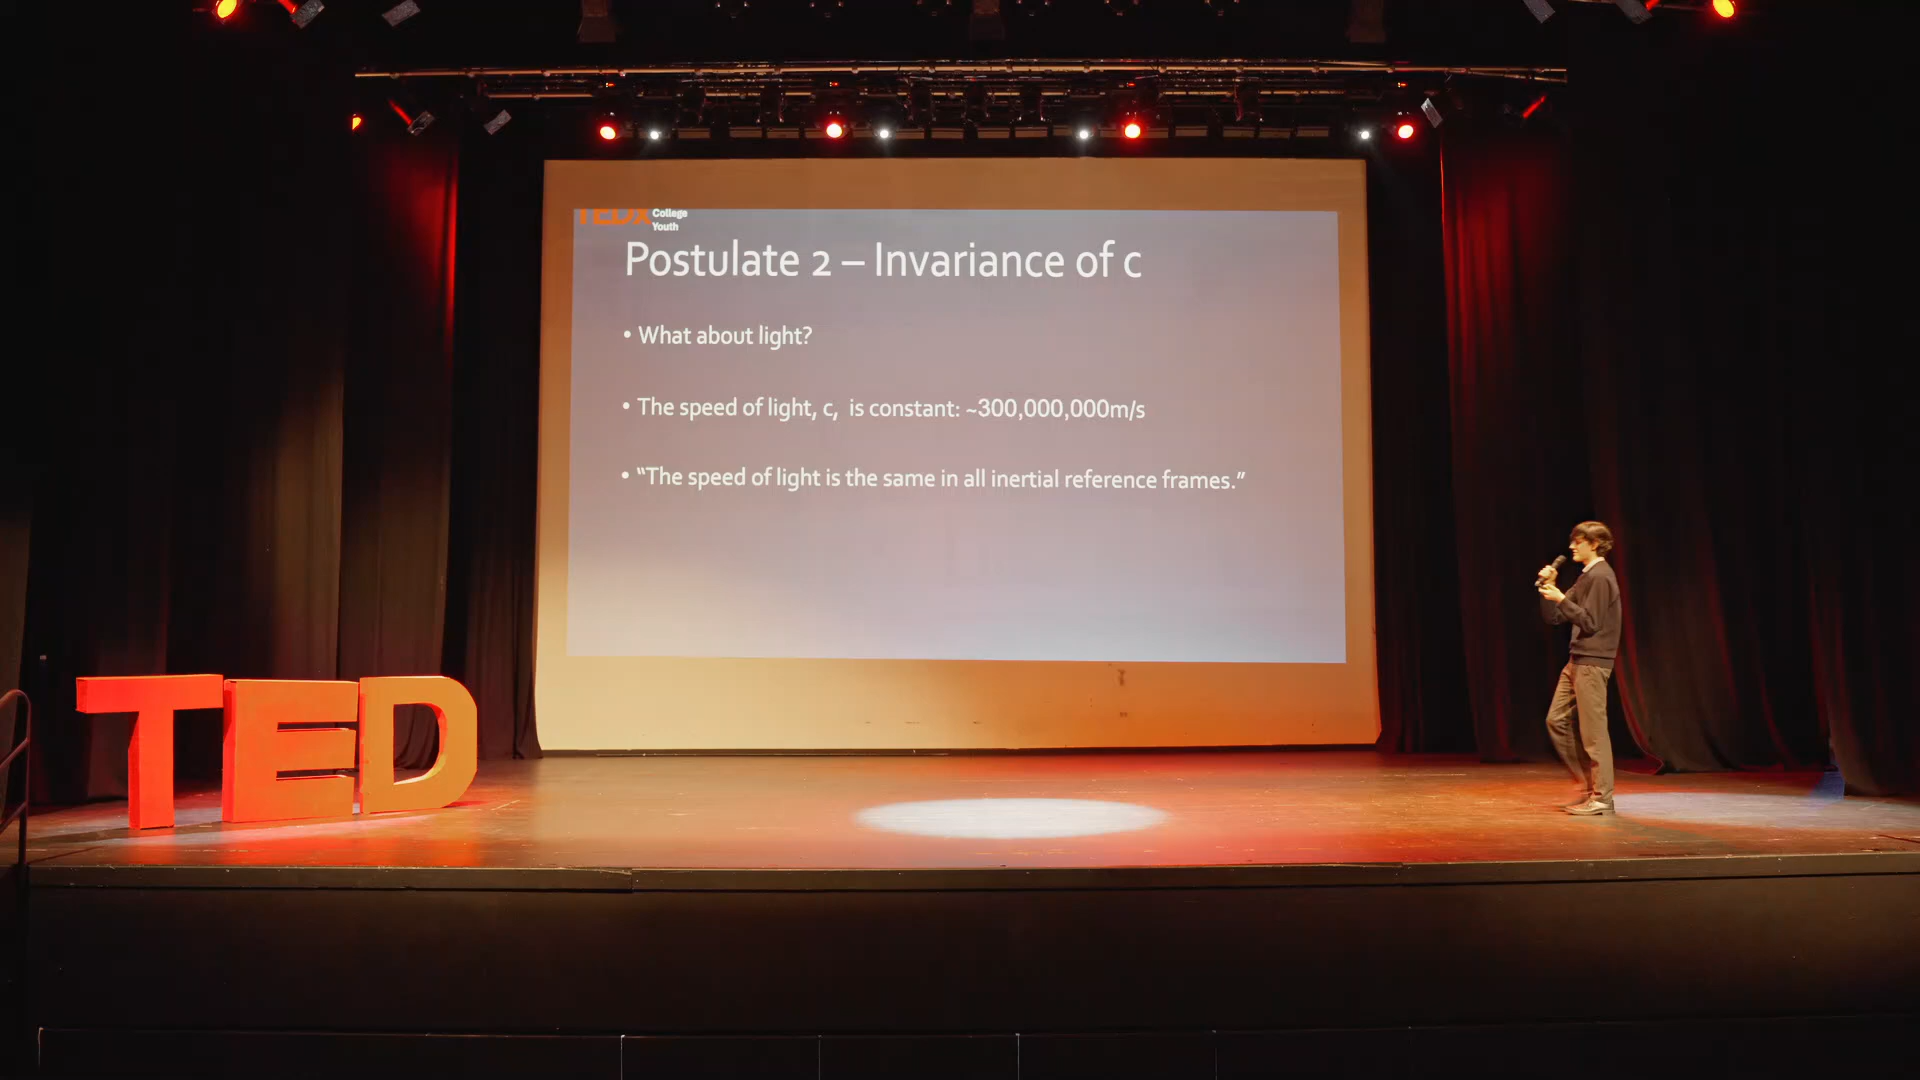 TEDx College
Youth
Postulate 2 – Invariance of c
• What about light?
• The speed of light, c,  is constant: ~300,000,000m/s
• “The speed of light is the same in all inertial reference frames.”
TED